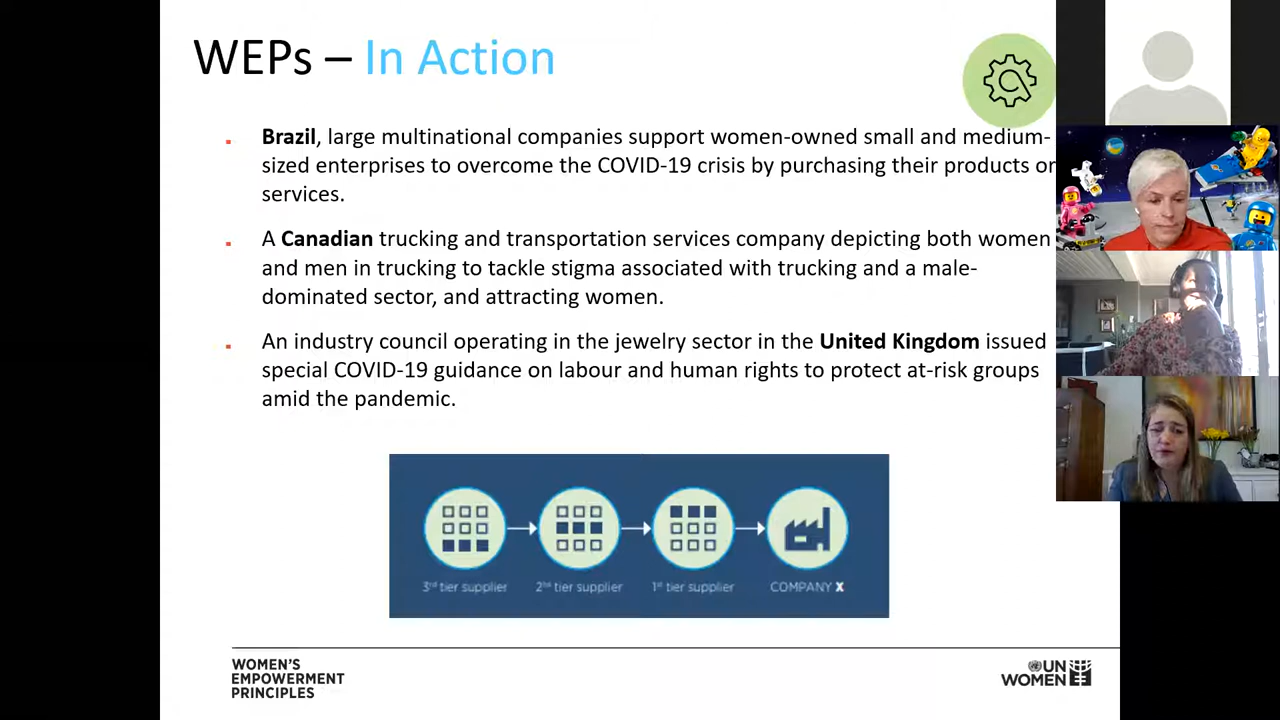 WEPs – In Action
Brazil, large multinational companies support women-owned small and medium-
sized enterprises to overcome the COVID-19 crisis by purchasing their products or
services.
A Canadian trucking and transportation services company depicting both women
and men in trucking to tackle stigma associated with trucking and a male-
dominated sector, and attracting women.
An industry council operating in the jewelry sector in the United Kingdom issued
special COVID-19 guidance on labour and human rights to protect at-risk groups
amid the pandemic.
3rd tier supplier
2nd tier supplier
1st tier supplier
COMPANY X
WOMEN'S
EMPOWERMENT
PRINCIPLES
UN
WOMEN